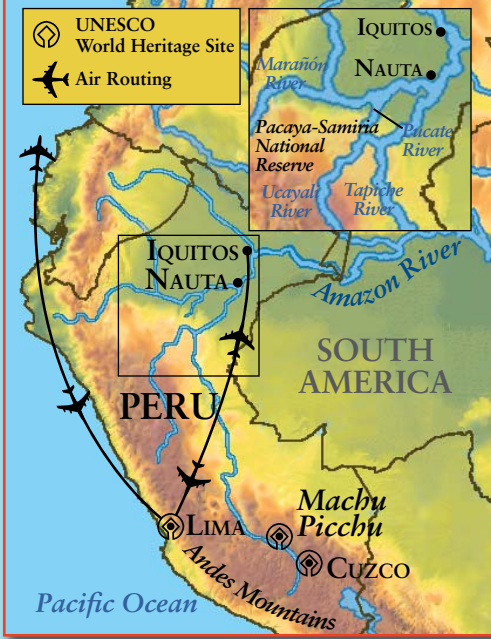 UNESCO
World Heritage Site
Air Routing
IQUITOS
NAUTA
Marañón
River
Pacaya-Samiria
National
Reserve
Pucate
River
Ucayali
River
Tapiche
River
IQUITOS
NAUTA
Amazon River
SOUTH
AMERICA
PERU
Machu
Picchu
LIMA
CUZCO
Andes Mountains
Pacific Ocean